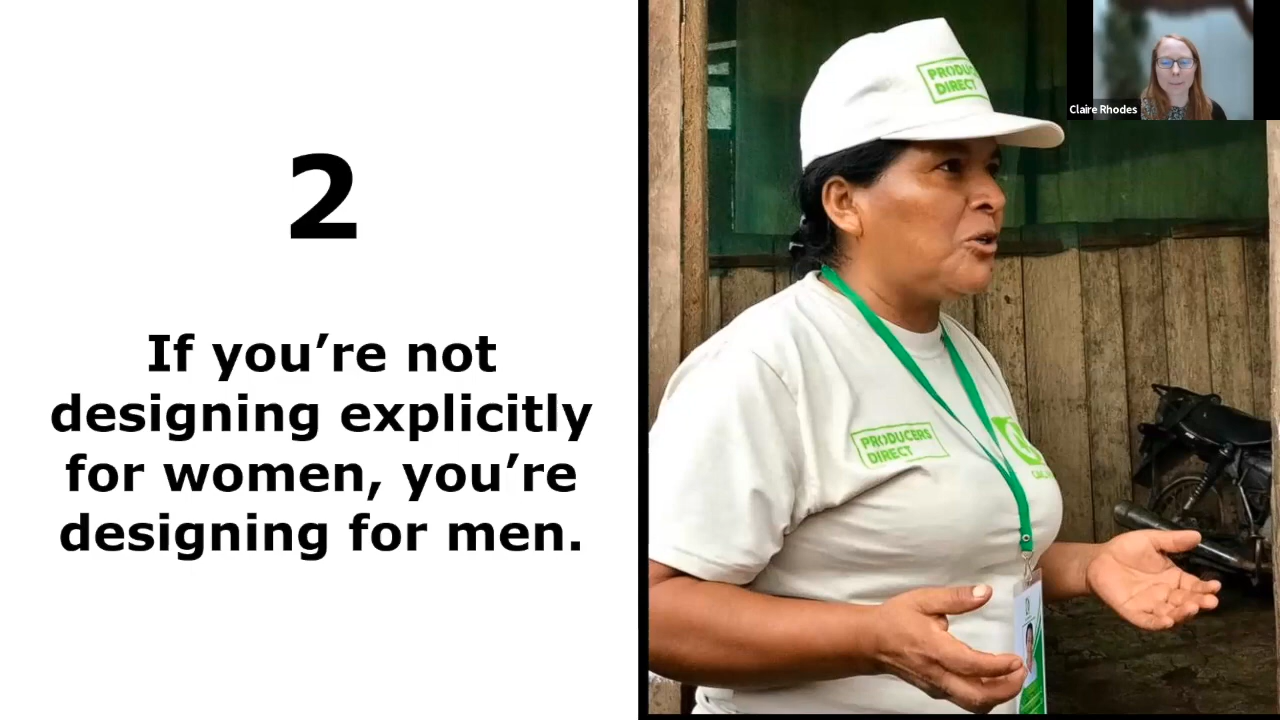 2
If you’re not
designing explicitly
for women, you’re
designing for men.
DIRECT
PRODUCERS
DIRECT
Claire Rhodes